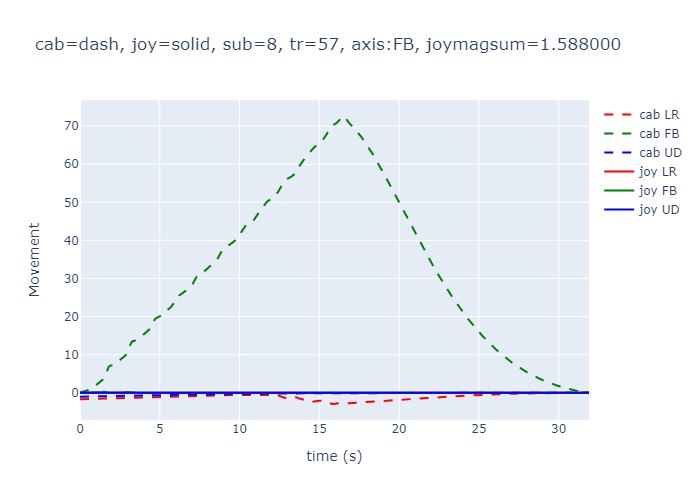 cab=dash, joy=solid, sub=8, tr=57, axis:FB, joymagsum=1.588000
70
60
50
40
30
20
10
0
Movement
0 5 10 15 20 25 30
time (s)
cab LR
cab FB
cab UD
joy LR
joy FB
joy UD